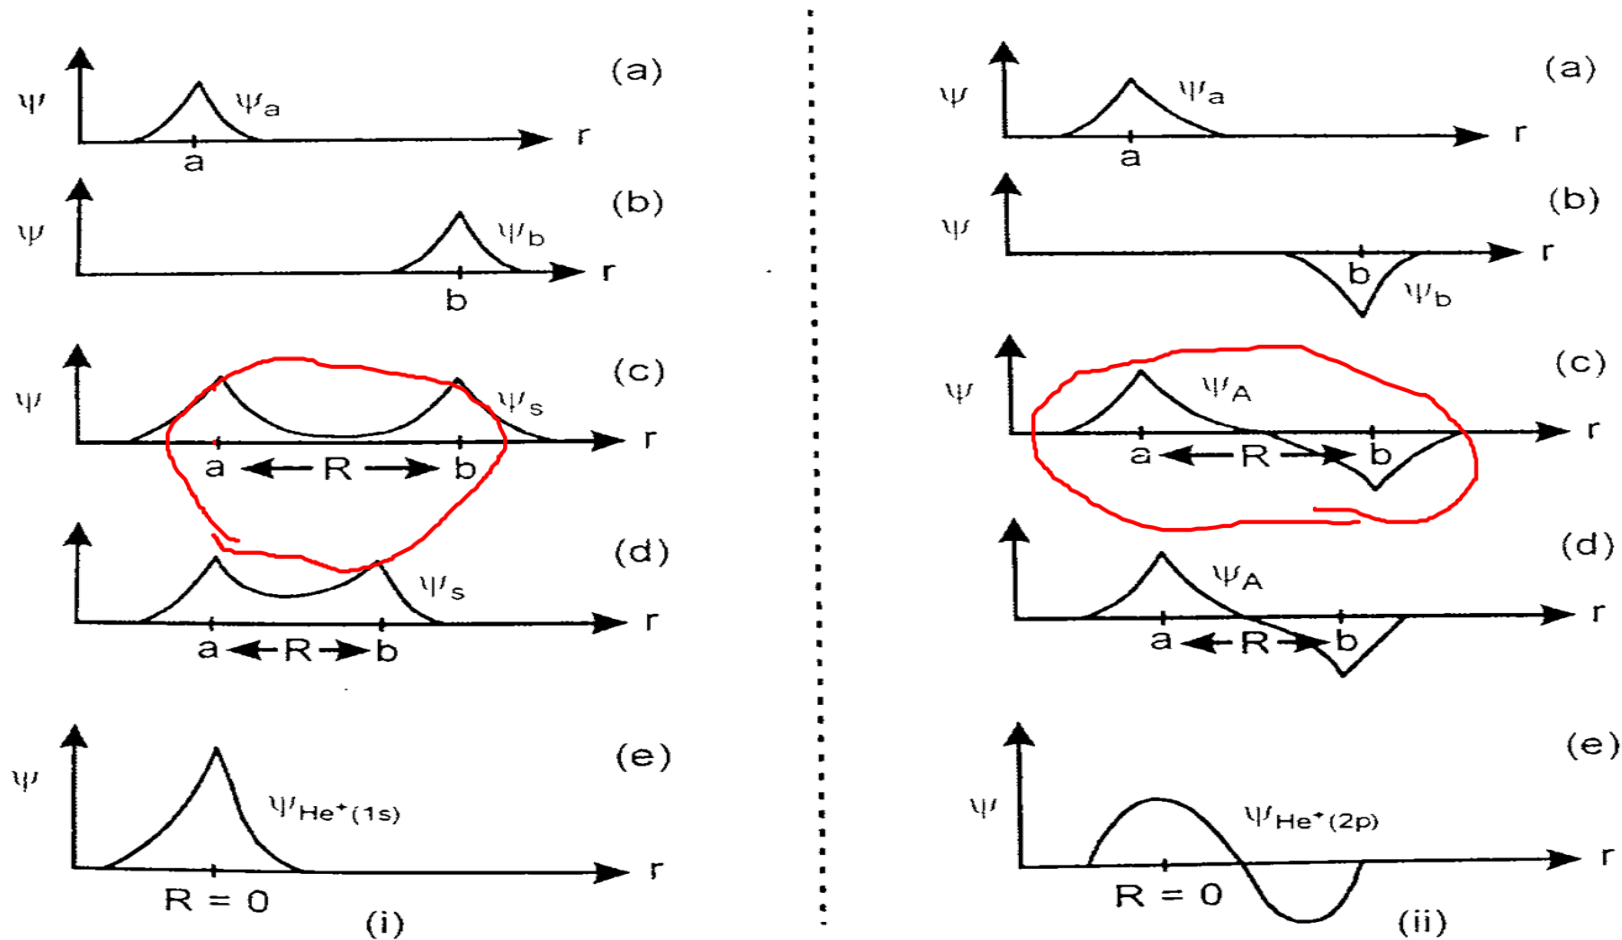 (a)
ψ
ψa
r
a
(b)
ψ
ψb
r
b
(c)
ψ
ψs
r
a R b
(d)
ψs
r
a R b
(e)
ψ
ψHe+(1s)
r
R = 0
(i)
(a)
ψ
ψa
r
a
(b)
ψ
r
b
ψb
(c)
ψ
ψA
r
a R b
(d)
ψA
r
a R b
(e)
ψ
ψHe+(2p)
r
R = 0
(ii)